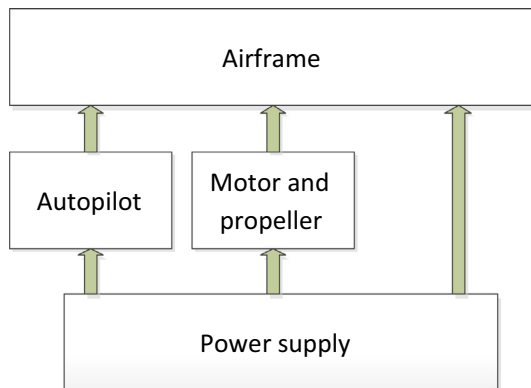 Airframe
Autopilot
Motor and
propeller
Power supply